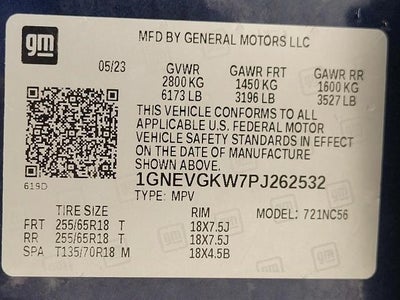 gm
MFD BY GENERAL MOTORS LLC
05/23 GVWR GAWR FRT GAWR RR
2800 KG 1450 KG 1600 KG
6173 LB 3196 LB 3527 LB
THIS VEHICLE CONFORMS TO ALL
APPLICABLE U.S. FEDERAL MOTOR
VEHICLE SAFETY STANDARDS IN EFFECT
ON THE DATE OF MANUFACTURE
SHOWN ABOVE.
619D
1GNEVGKW7PJ262532
TYPE: MPV
TIRE SIZE RIM MODEL: 721NC56
FRT 255/65R18 T 18X7.5J
RR 255/65R18 T 18X7.5J
SPA T135/70R18 M 18X4.5B